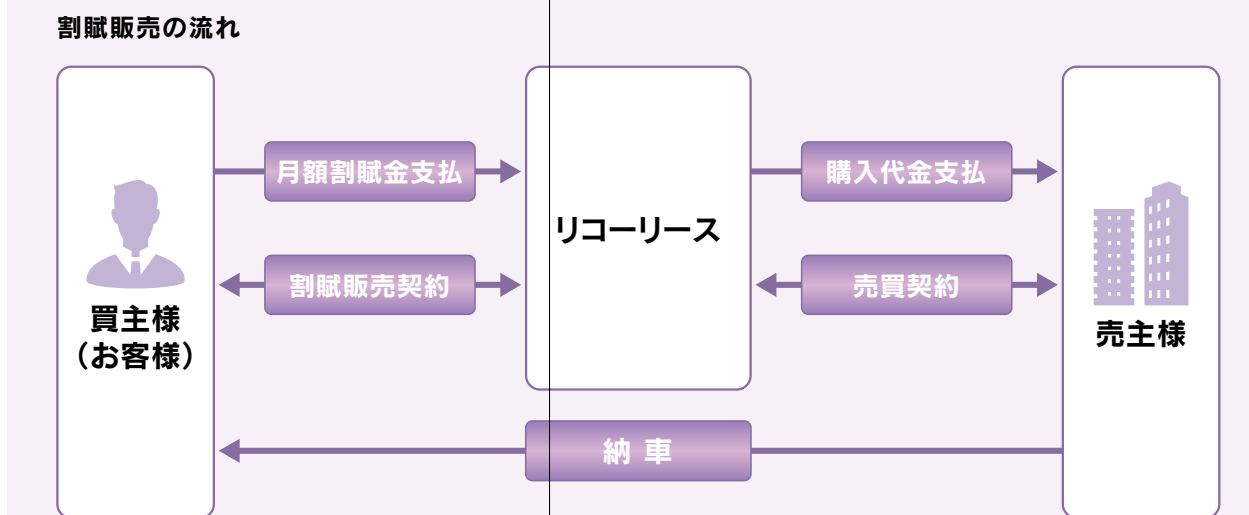 割賦販売の流れ
月額割賦金支払
購入代金支払
リコーリース
割賦販売契約
売買契約
買主様
（お客様）
売主様
納 車